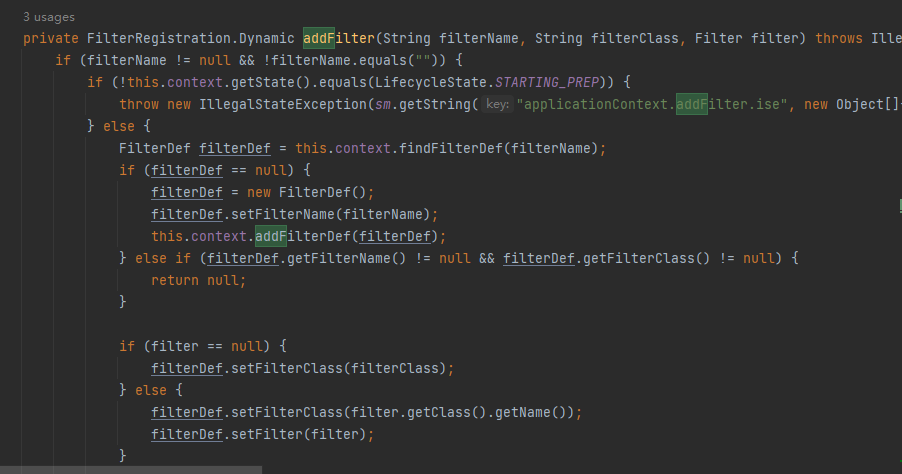 3 usages
private FilterRegistration.Dynamic addFilter(String filterName, String filterClass, Filter filter) throws Ille
if (filterName != null && !filterName.equals("")) {
if (!this.context.getState().equals(LifecycleState.STARTING_PREP)) {
throw new IllegalStateException(sm.getString( key: "applicationContext.addFilter.ise", new Object[]
} else {
FilterDef filterDef = this.context.findFilterDef(filterName);
if (filterDef == null) {
filterDef = new FilterDef();
filterDef.setFilterName(filterName);
this.context.addFilterDef(filterDef);
} else if (filterDef.getFilterName() != null && filterDef.getFilterClass() != null) {
return null;
}
if (filter == null) {
filterDef.setFilterClass(filterClass);
} else {
filterDef.setFilterClass(filter.getClass().getName());
filterDef.setFilter(filter);
}